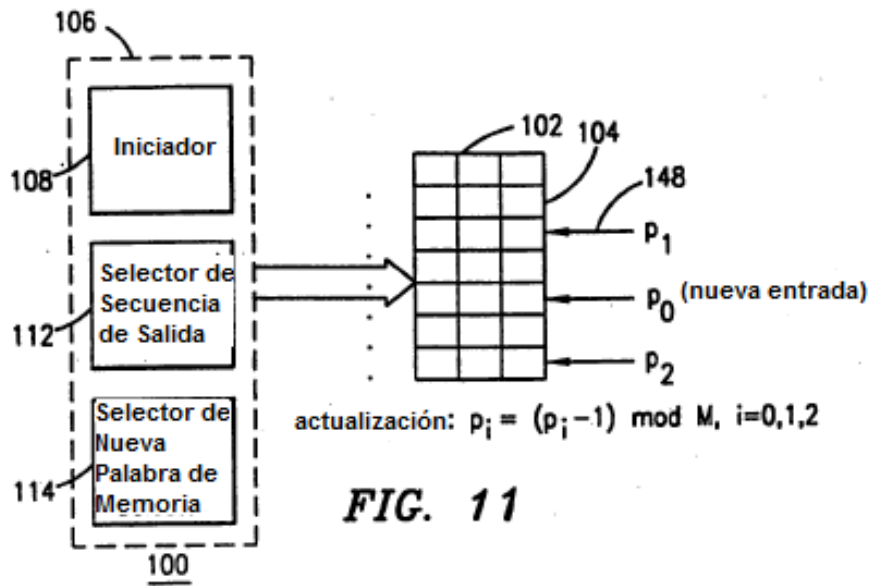 106
102
104
148
108
Iniciador
p1
112
Selector de
Secuencia
de Salida
p0 (nueva entrada)
p2
114
Selector de
Nueva
Palabra de
Memoria
actualización: pi = (pi-1) mod M, i=0,1,2
FIG. 11
100